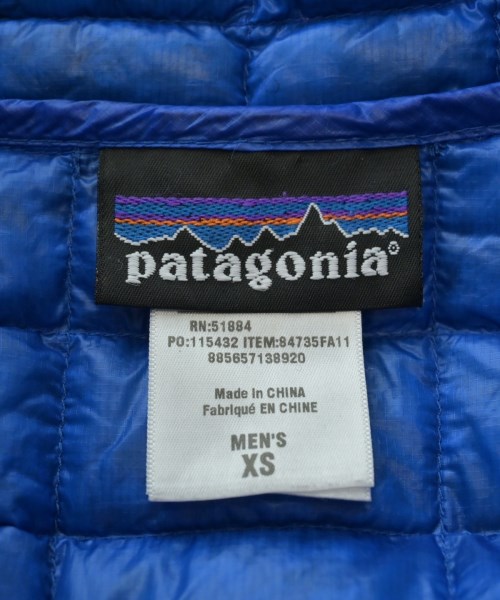 patagonia®
RN:51884
PO:115432 ITEM:84735FA11
885657138920
Made in CHINA
Fabriqué EN CHINE
MEN'S
XS